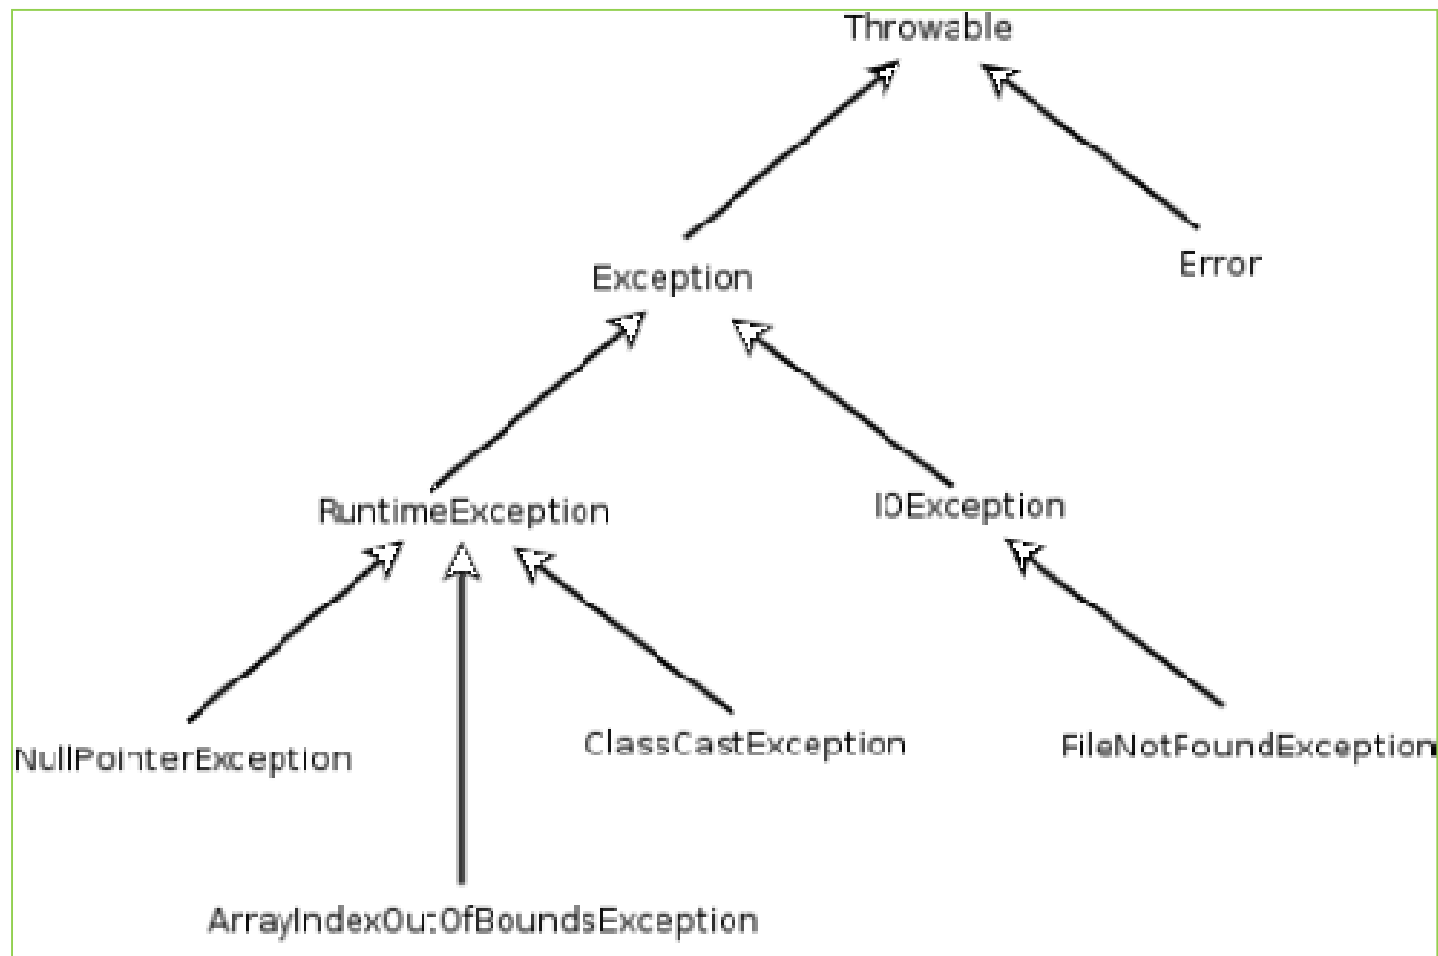 Throwable
Exception
Error
RuntimeException
IOException
NullPointerException
ClassCastException
FileNotFoundException
ArrayIndexOutOfBoundsException